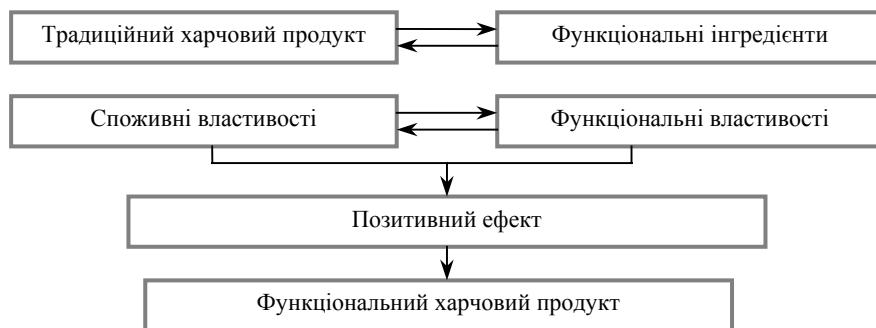 Традиційний харчовий продукт
Функціональні інгредієнти
Споживні властивості
Функціональні властивості
Позитивний ефект
Функціональний харчовий продукт